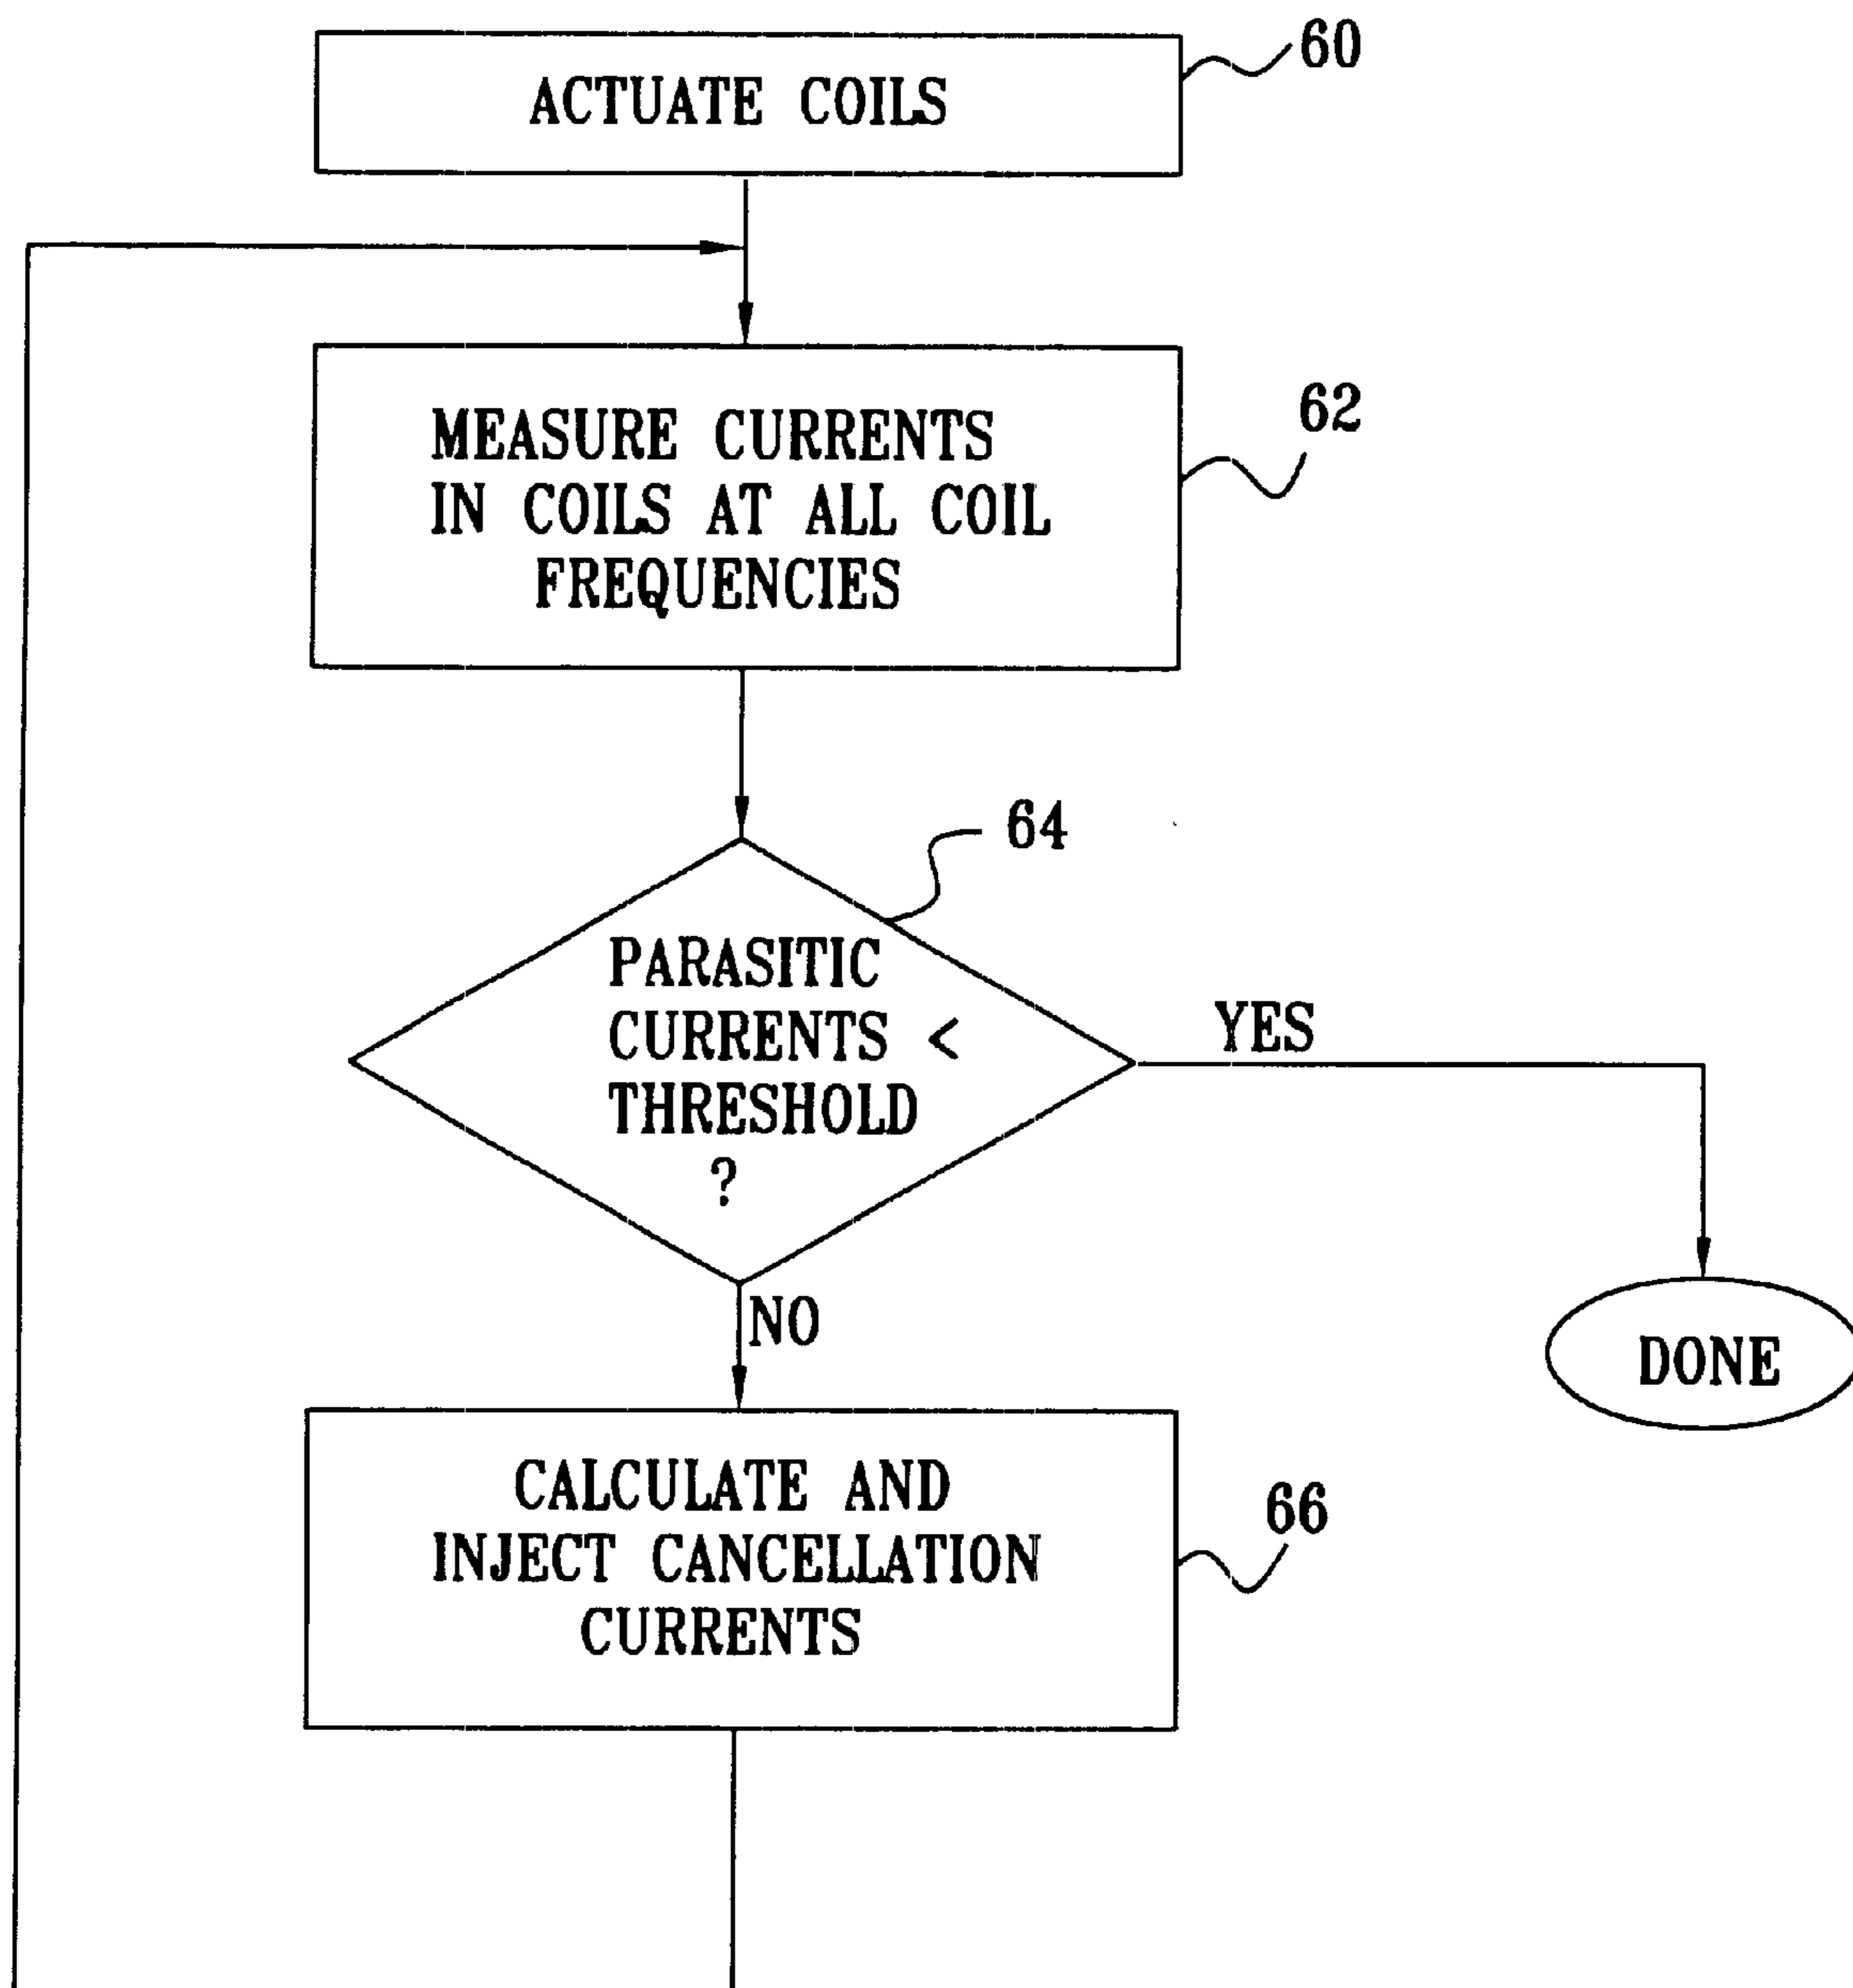 ACTUATE COILS
60
MEASURE CURRENTS
IN COILS AT ALL COIL
FREQUENCIES
62
64
PARASITIC
CURRENTS <
THRESHOLD
?
YES
NO
DONE
CALCULATE AND
INJECT CANCELLATION
CURRENTS
66